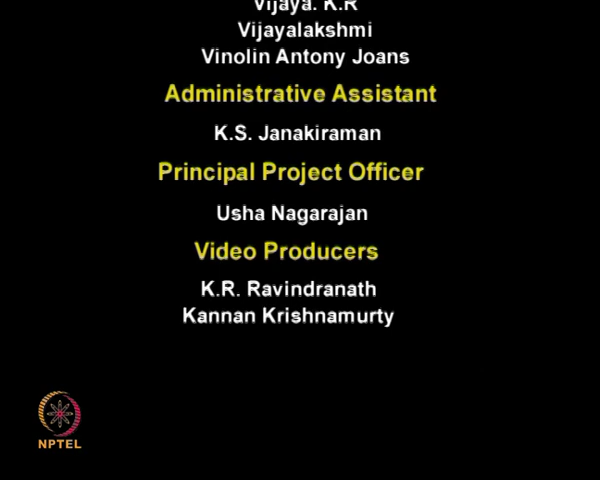 Vijaya. K.R
Vijayalakshmi
Vinolin Antony Joans
Administrative Assistant
K.S. Janakiraman
Principal Project Officer
Usha Nagarajan
Video Producers
K.R. Ravindranath
Kannan Krishnamurty
NPTEL